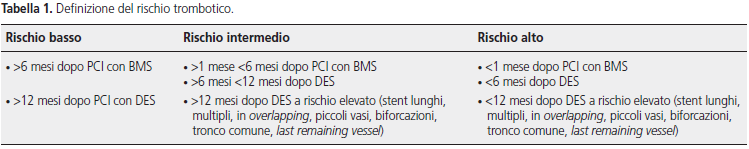 Tabella 1. Definizione del rischio trombotico.
Rischio basso Rischio intermedio Rischio alto
• >6 mesi dopo PCI con BMS • >1 mese <6 mesi PCI con BMS • <1 mese dopo PCI con BMS
• >6 mesi <12 mesi dopo DES • <6 mesi dopo DES
• >12 mesi dopo PCI con DES • >12 mesi dopo DES a rischio elevato (stent lunghi, • <12 mesi dopo DES a rischio elevato (stent lunghi,
multipli, in overlapping, piccoli vasi, biforcazioni, multipli, in overlapping, piccoli vasi, biforcazioni,
tronco comune, last remaining vessel) tronco comune, last remaining vessel)